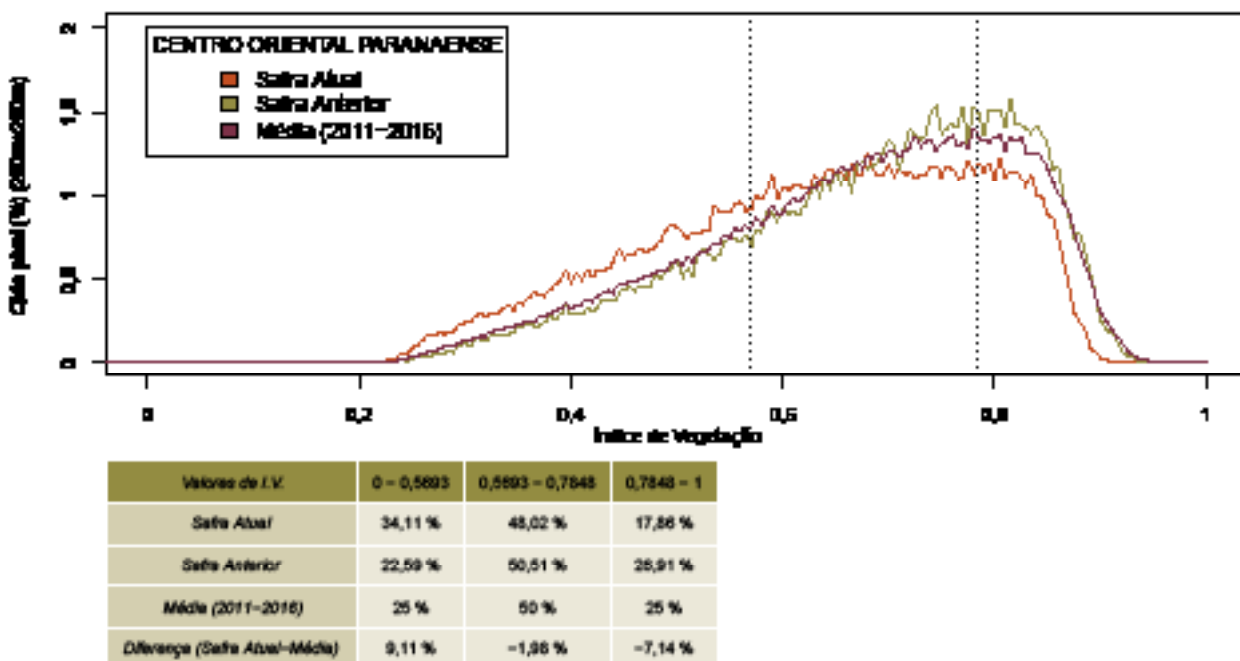 CENTRO ORIENTAL PARANAENSE
Safra Atual
Safra Anterior
Média (2011-2016)
Qtde pixel (%) (250mx250m)
2
1,5
1
0,5
0
0 0,2 0,4 0,6 0,8 1
Índice de Vegetação
Valores de I.V. 0 - 0,5693 0,5693 - 0,7848 0,7848 - 1
Safra Atual 34,11 % 48,02 % 17,86 %
Safra Anterior 22,59 % 50,51 % 26,91 %
Média (2011-2016) 25 % 50 % 25 %
Diferença (Safra Atual-Média) 9,11 % -1,98 % -7,14 %